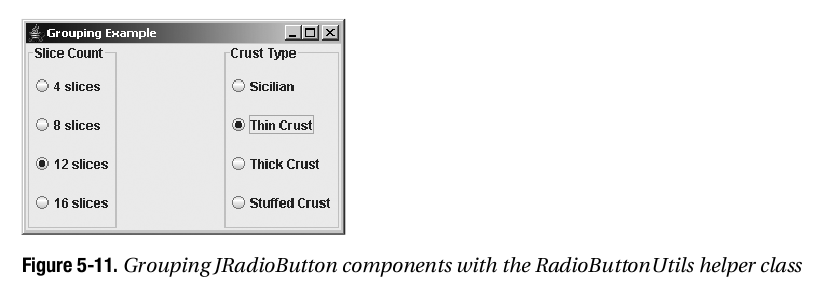 Grouping Example
Slice Count
4 slices
8 slices
12 slices
16 slices
Crust Type
Sicilian
Thin Crust
Thick Crust
Stuffed Crust
Figure 5-11. Grouping JRadioButton components with the RadioButtonUtils helper class